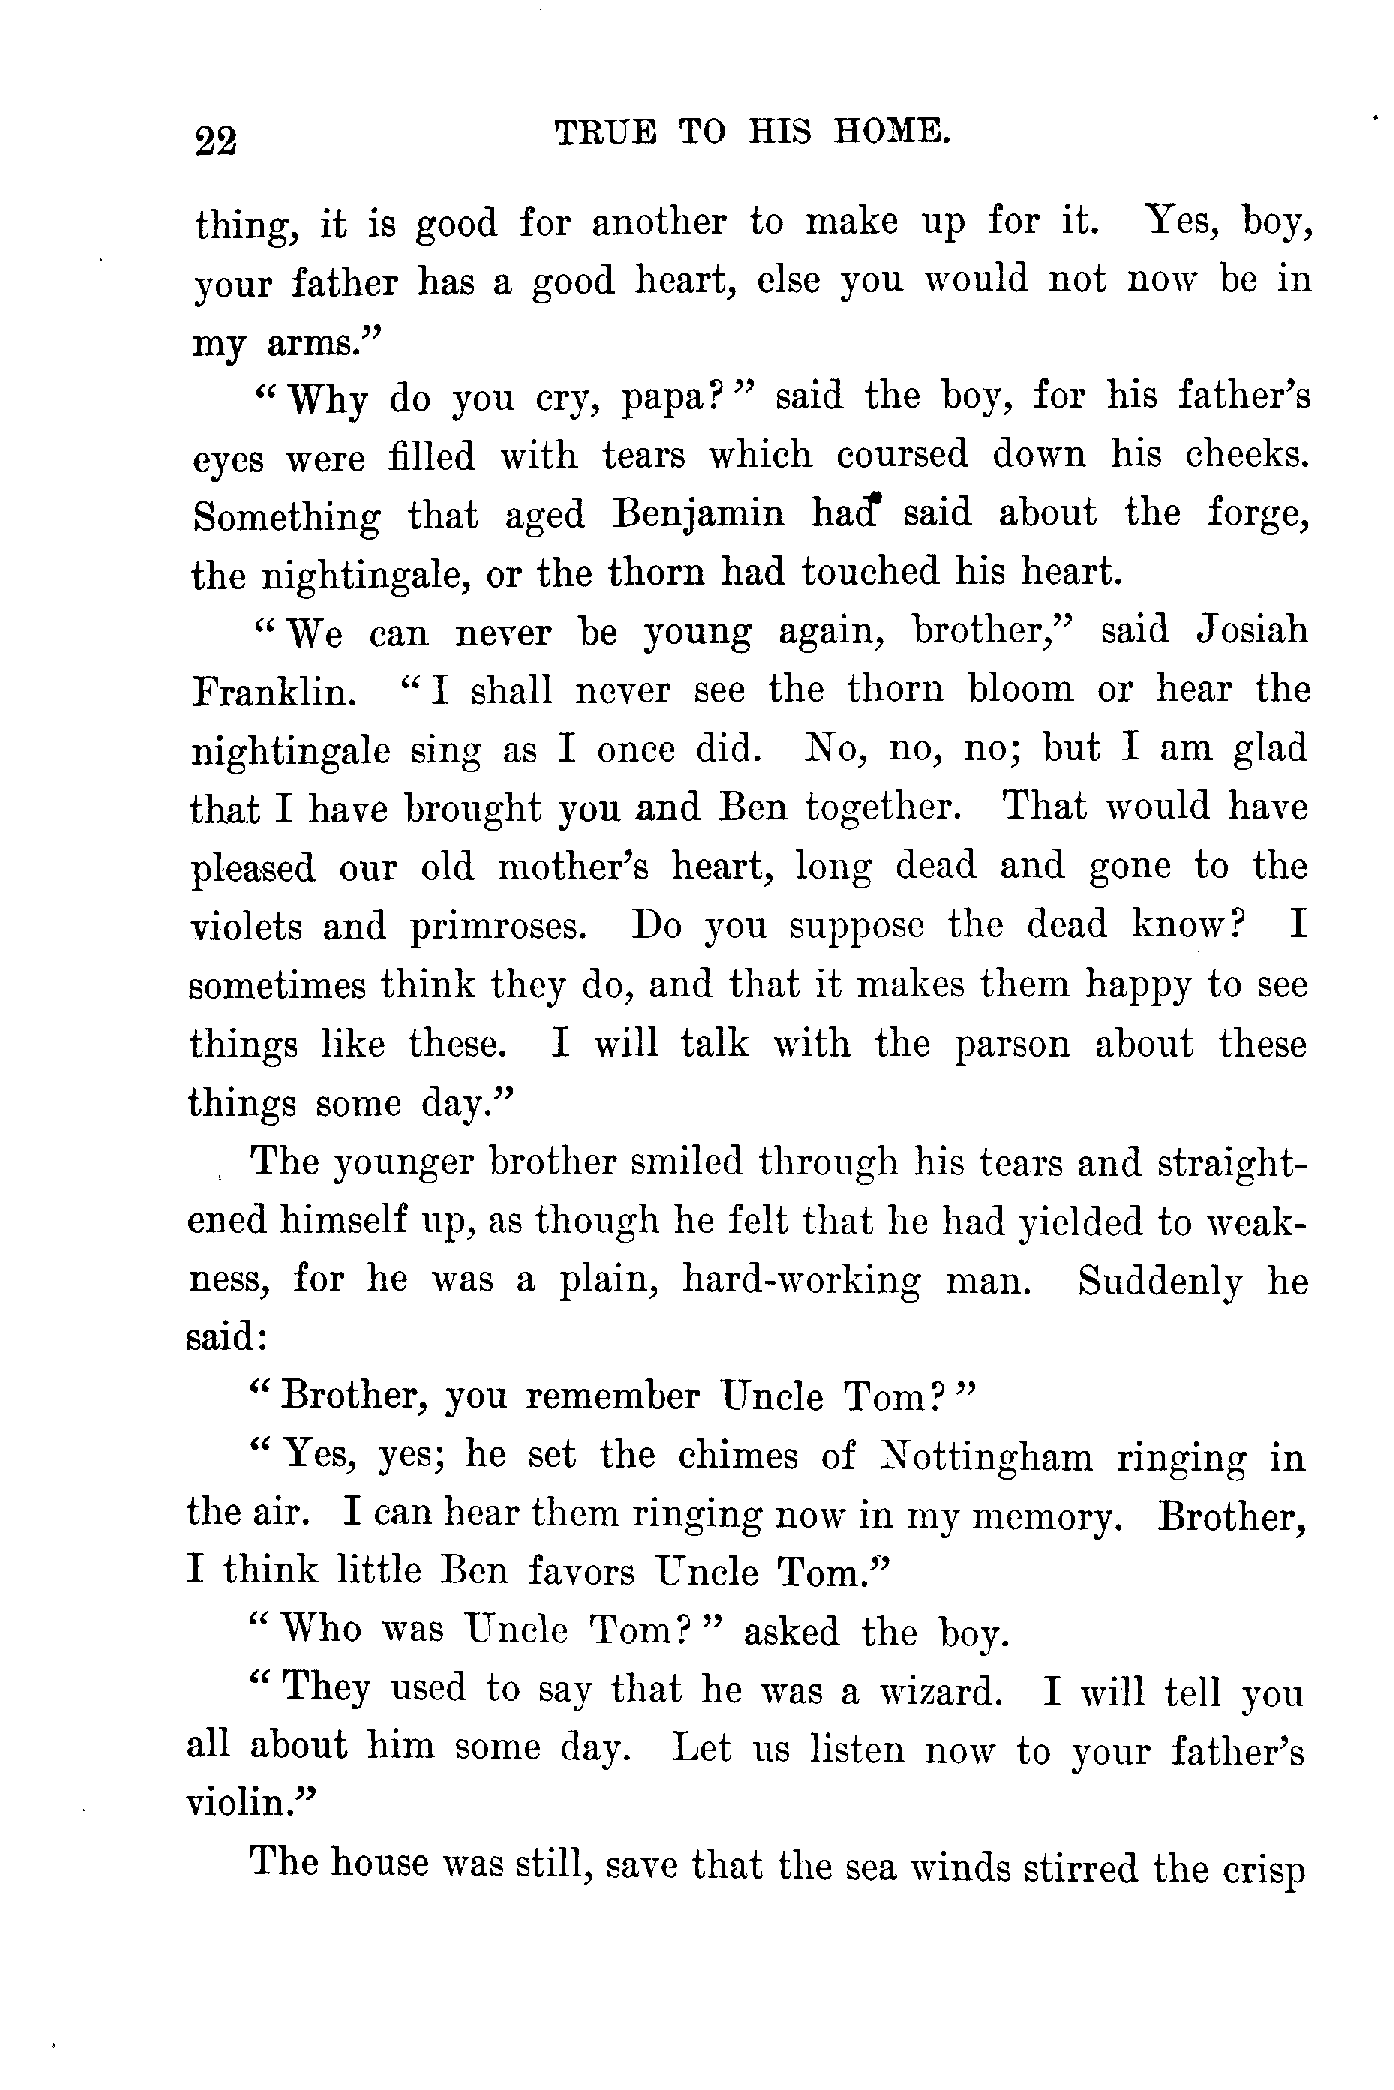 22 TRUE TO HIS HOME.
thing, it is good for another to make up for it. Yes, boy,
your father has a good heart, else you would not now be in
my arms.”
“ Why do you cry, papa? ” said the boy, for his father’s
eyes were filled with tears which coursed down his cheeks.
Something that aged Benjamin had said about the forge,
the nightingale, or the thorn had touched his heart.
“ We can never be young again, brother,” said Josiah
Franklin. “ I shall never see the thorn bloom or hear the
nightingale sing as I once did. No, no, no; but I am glad
that I have brought you and Ben together. That would have
pleased our old mother’s heart, long dead and gone to the
violets and primroses. Do you suppose the dead know? I
sometimes think they do, and that it makes them happy to see
things like these. I will talk with the parson about these
things some day.”
The younger brother smiled through his tears and straight-
ened himself up, as though he felt that he had yielded to weak-
ness, for he was a plain, hard-working man. Suddenly he
said:
“ Brother, you remember Uncle Tom? ”
“ Yes, yes; he set the chimes of Nottingham ringing in
the air. I can hear them ringing now in my memory. Brother,
I think little Ben favors Uncle Tom.”
“ Who was Uncle Tom? ” asked the boy.
“ They used to say that he was a wizard. I will tell you
all about him some day. Let us listen now to your father’s
violin.”
The house was still, save that the sea winds stirred the crisp